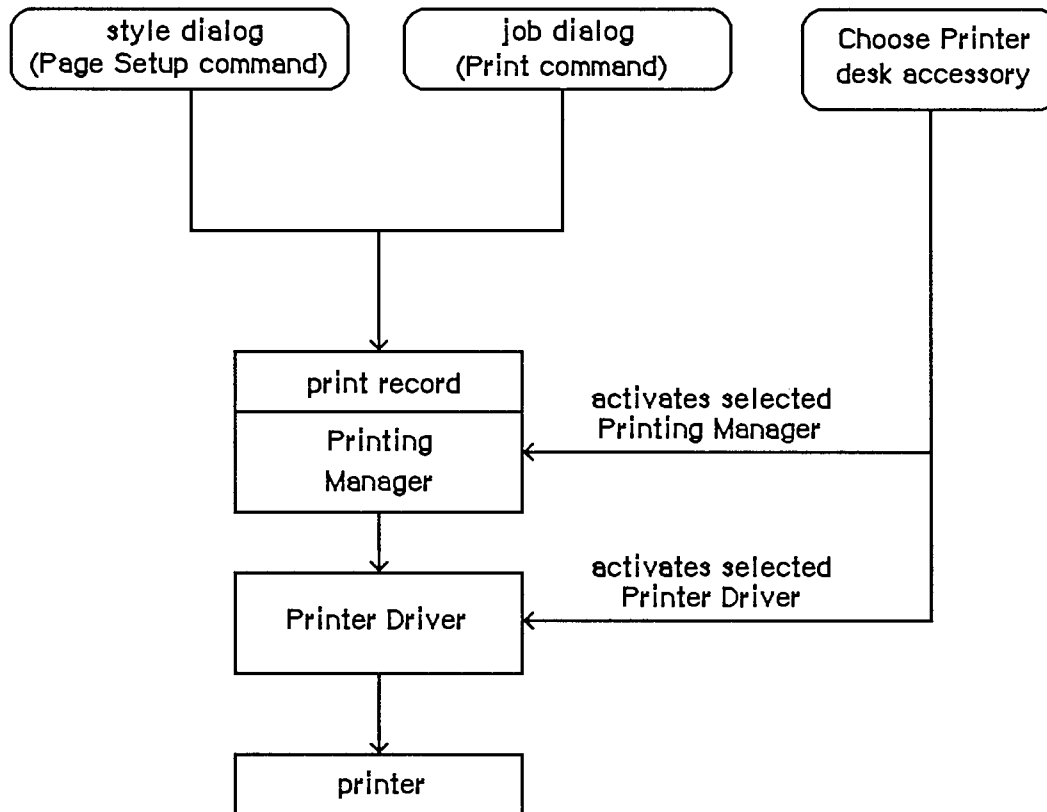 style dialog
(Page Setup command)
job dialog
(Print command)
Choose Printer
desk accessory
print record
activates selected
Printing Manager
Printing
Manager
activates selected
Printer Driver
Printer Driver
printer